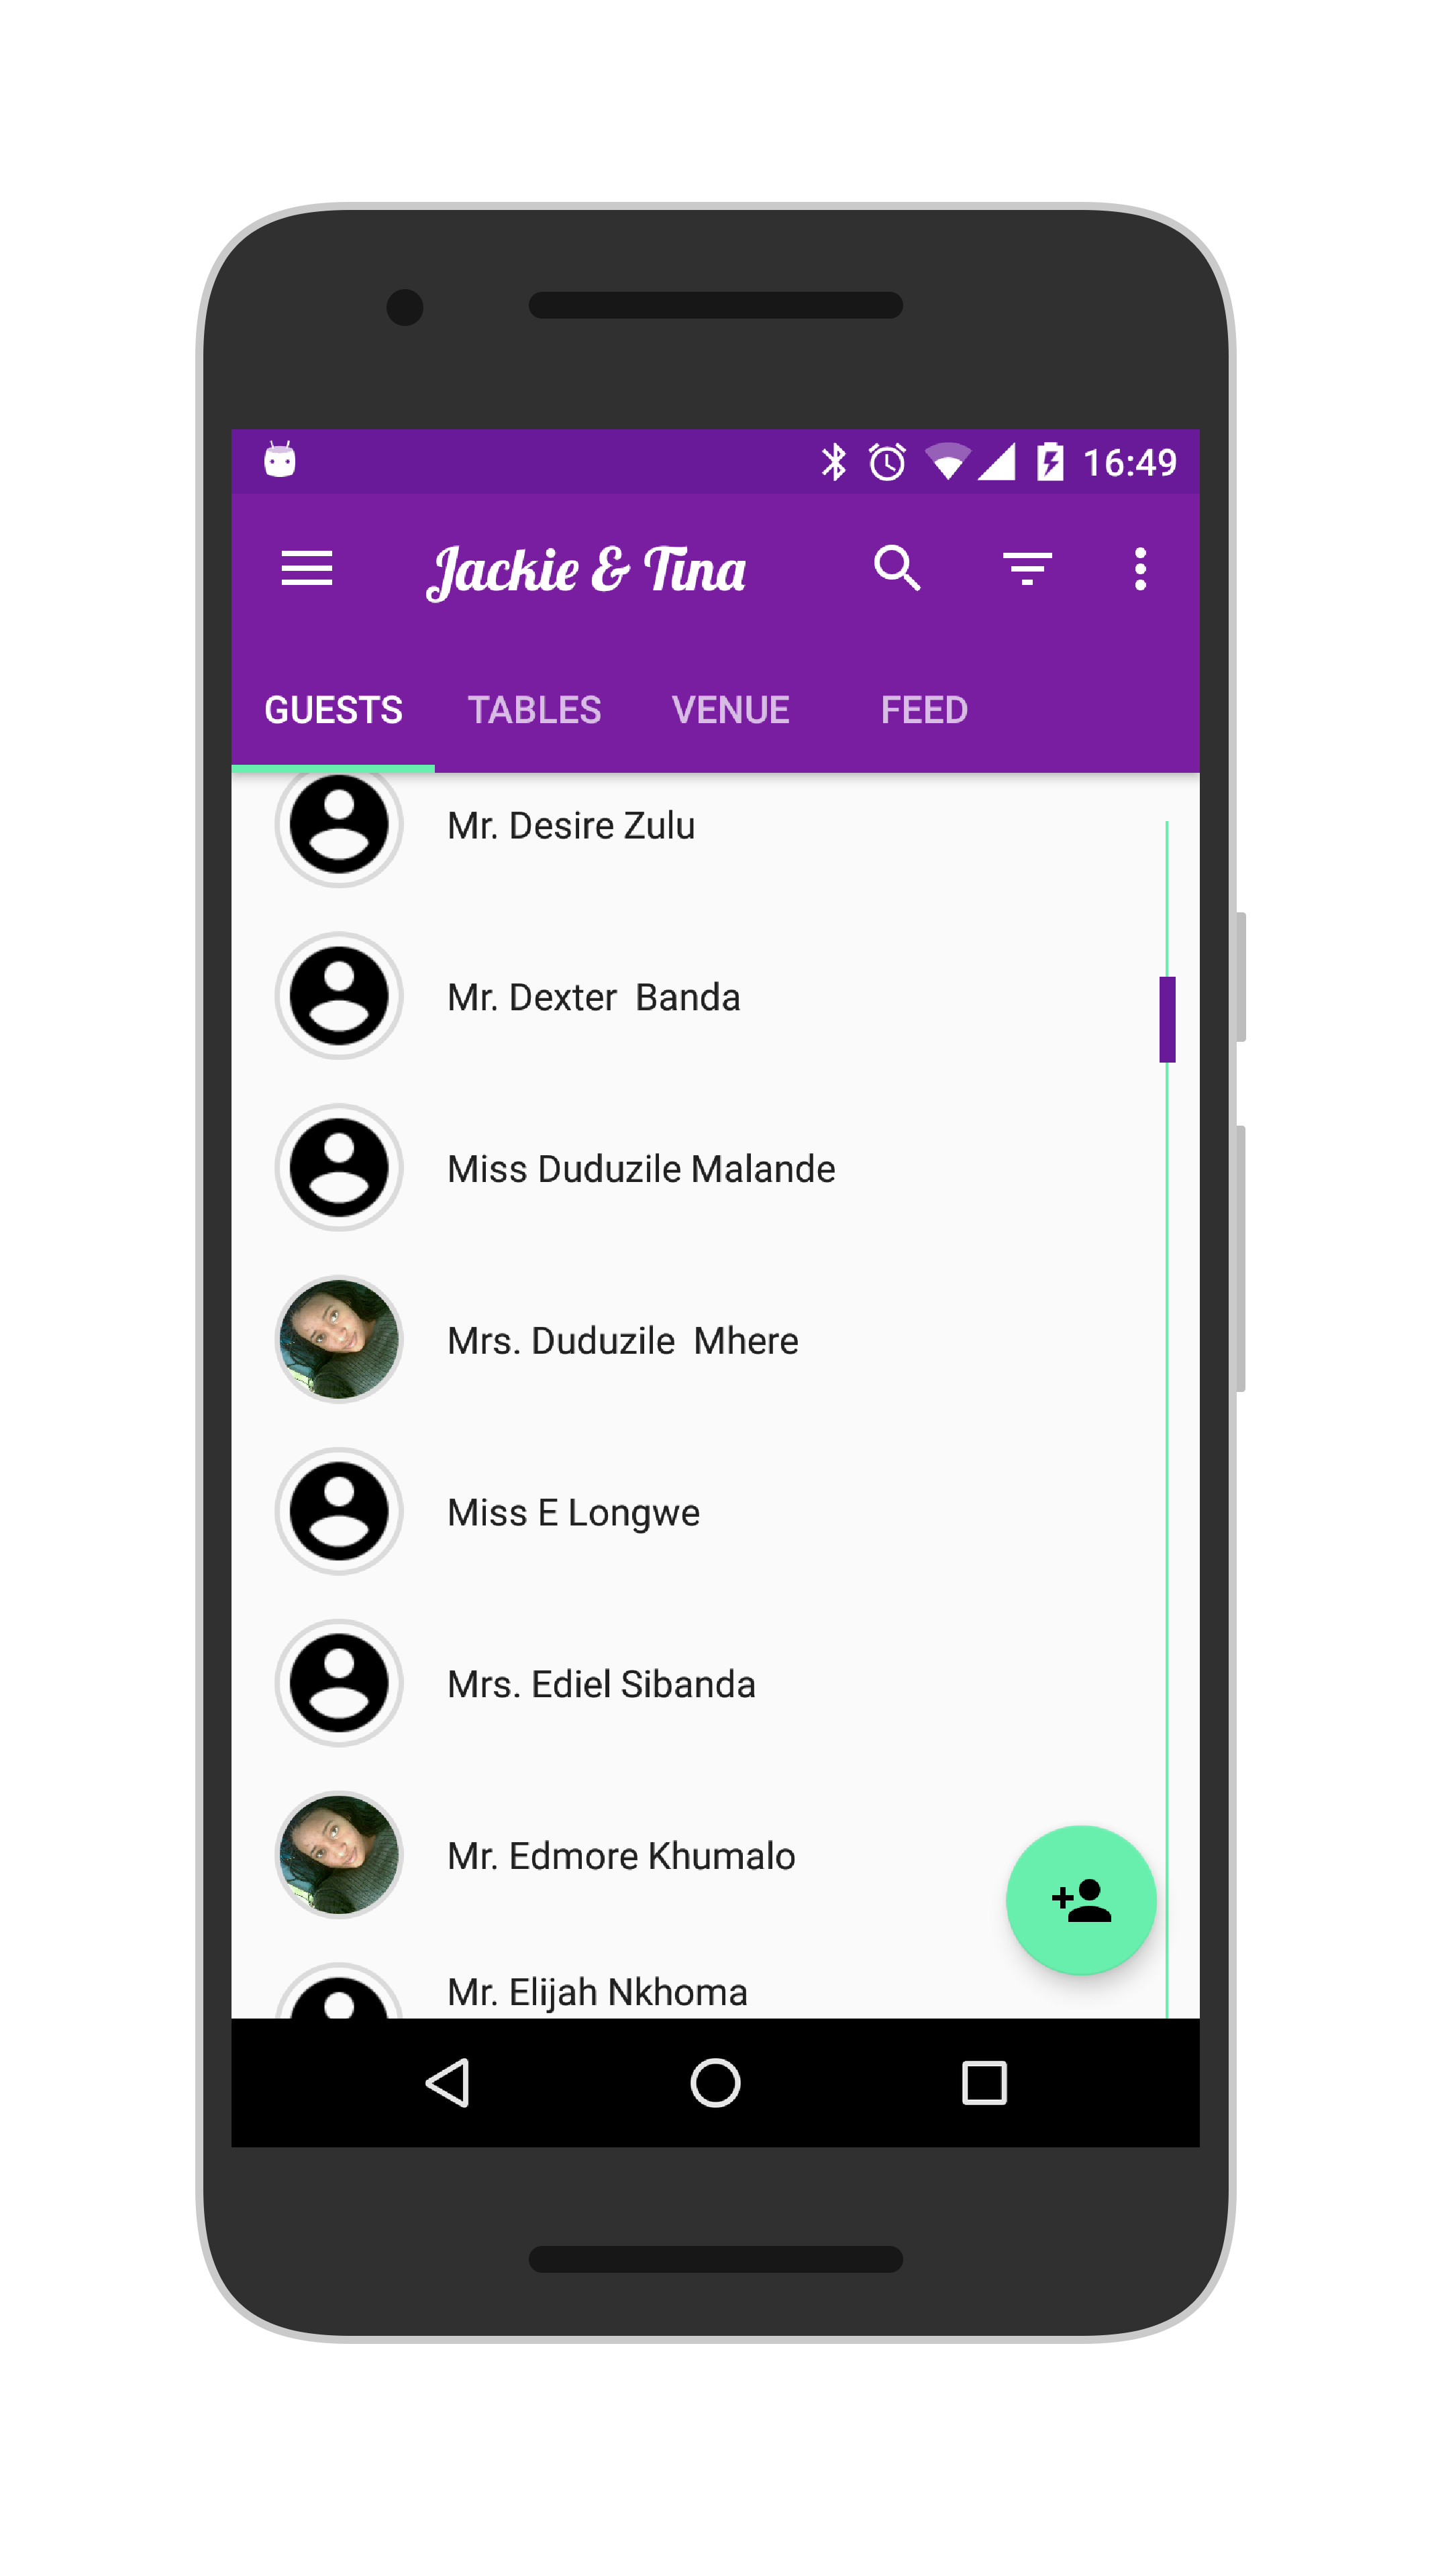 16:49
Jackie & Tina
GUESTS TABLES VENUE FEED
Mr. Desire Zulu
Mr. Dexter  Banda
Miss Duduzile Malande
Mrs. Duduzile  Mhere
Miss E Longwe
Mrs. Ediel Sibanda
Mr. Edmore Khumalo
Mr. Elijah Nkhoma